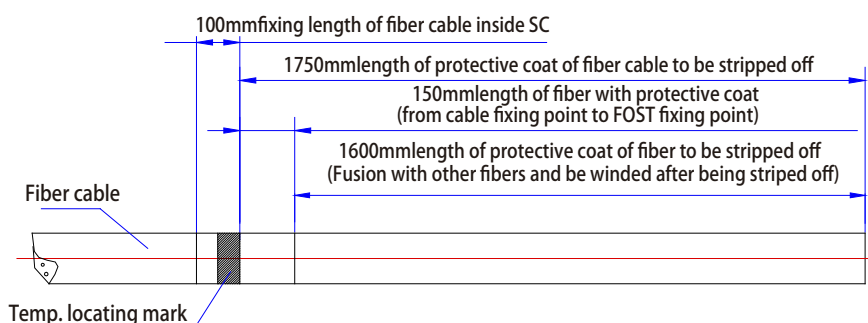 100mmfixing length of fiber cable inside SC
1750mmlength of protective coat of fiber cable to be stripped off
150mmlength of fiber with protective coat
(from cable fixing point to FOST fixing point)
1600mmlength of protective coat of fiber to be stripped off
(Fusion with other fibers and be winded after being striped off)
Fiber cable
Temp. locating mark